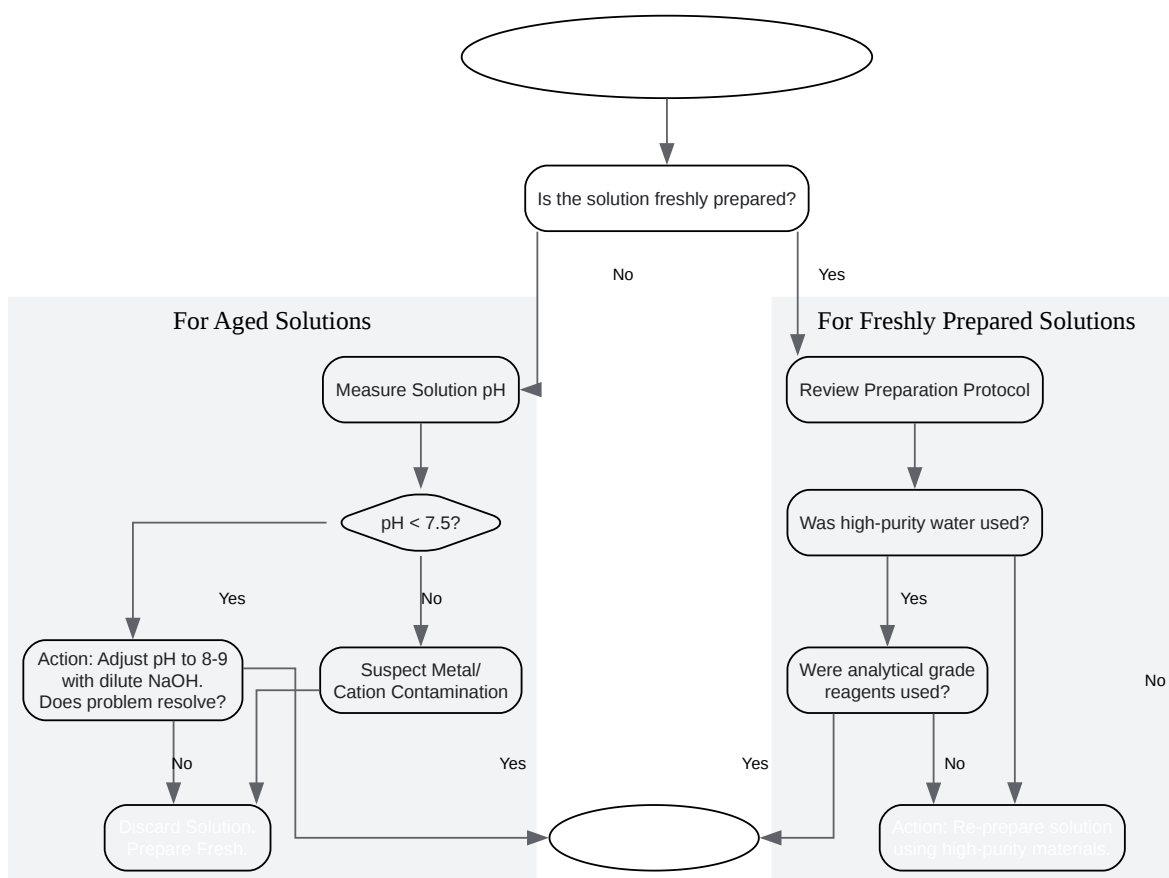 Is the solution freshly prepared?
No
Yes
For Aged Solutions
For Freshly Prepared Solutions
Measure Solution pH
Review Preparation Protocol
pH < 7.5?
Was high-purity water used?
Yes
No
Yes
Action: Adjust pH to 8-9
with dilute NaOH.
Does problem resolve?
Suspect Metal/
Cation Contamination
Were analytical grade
reagents used?
No
No
Yes
Yes
No
Discard Solution.
Prepare Fresh.
Action: Re-prepare solution
using high-purity materials.